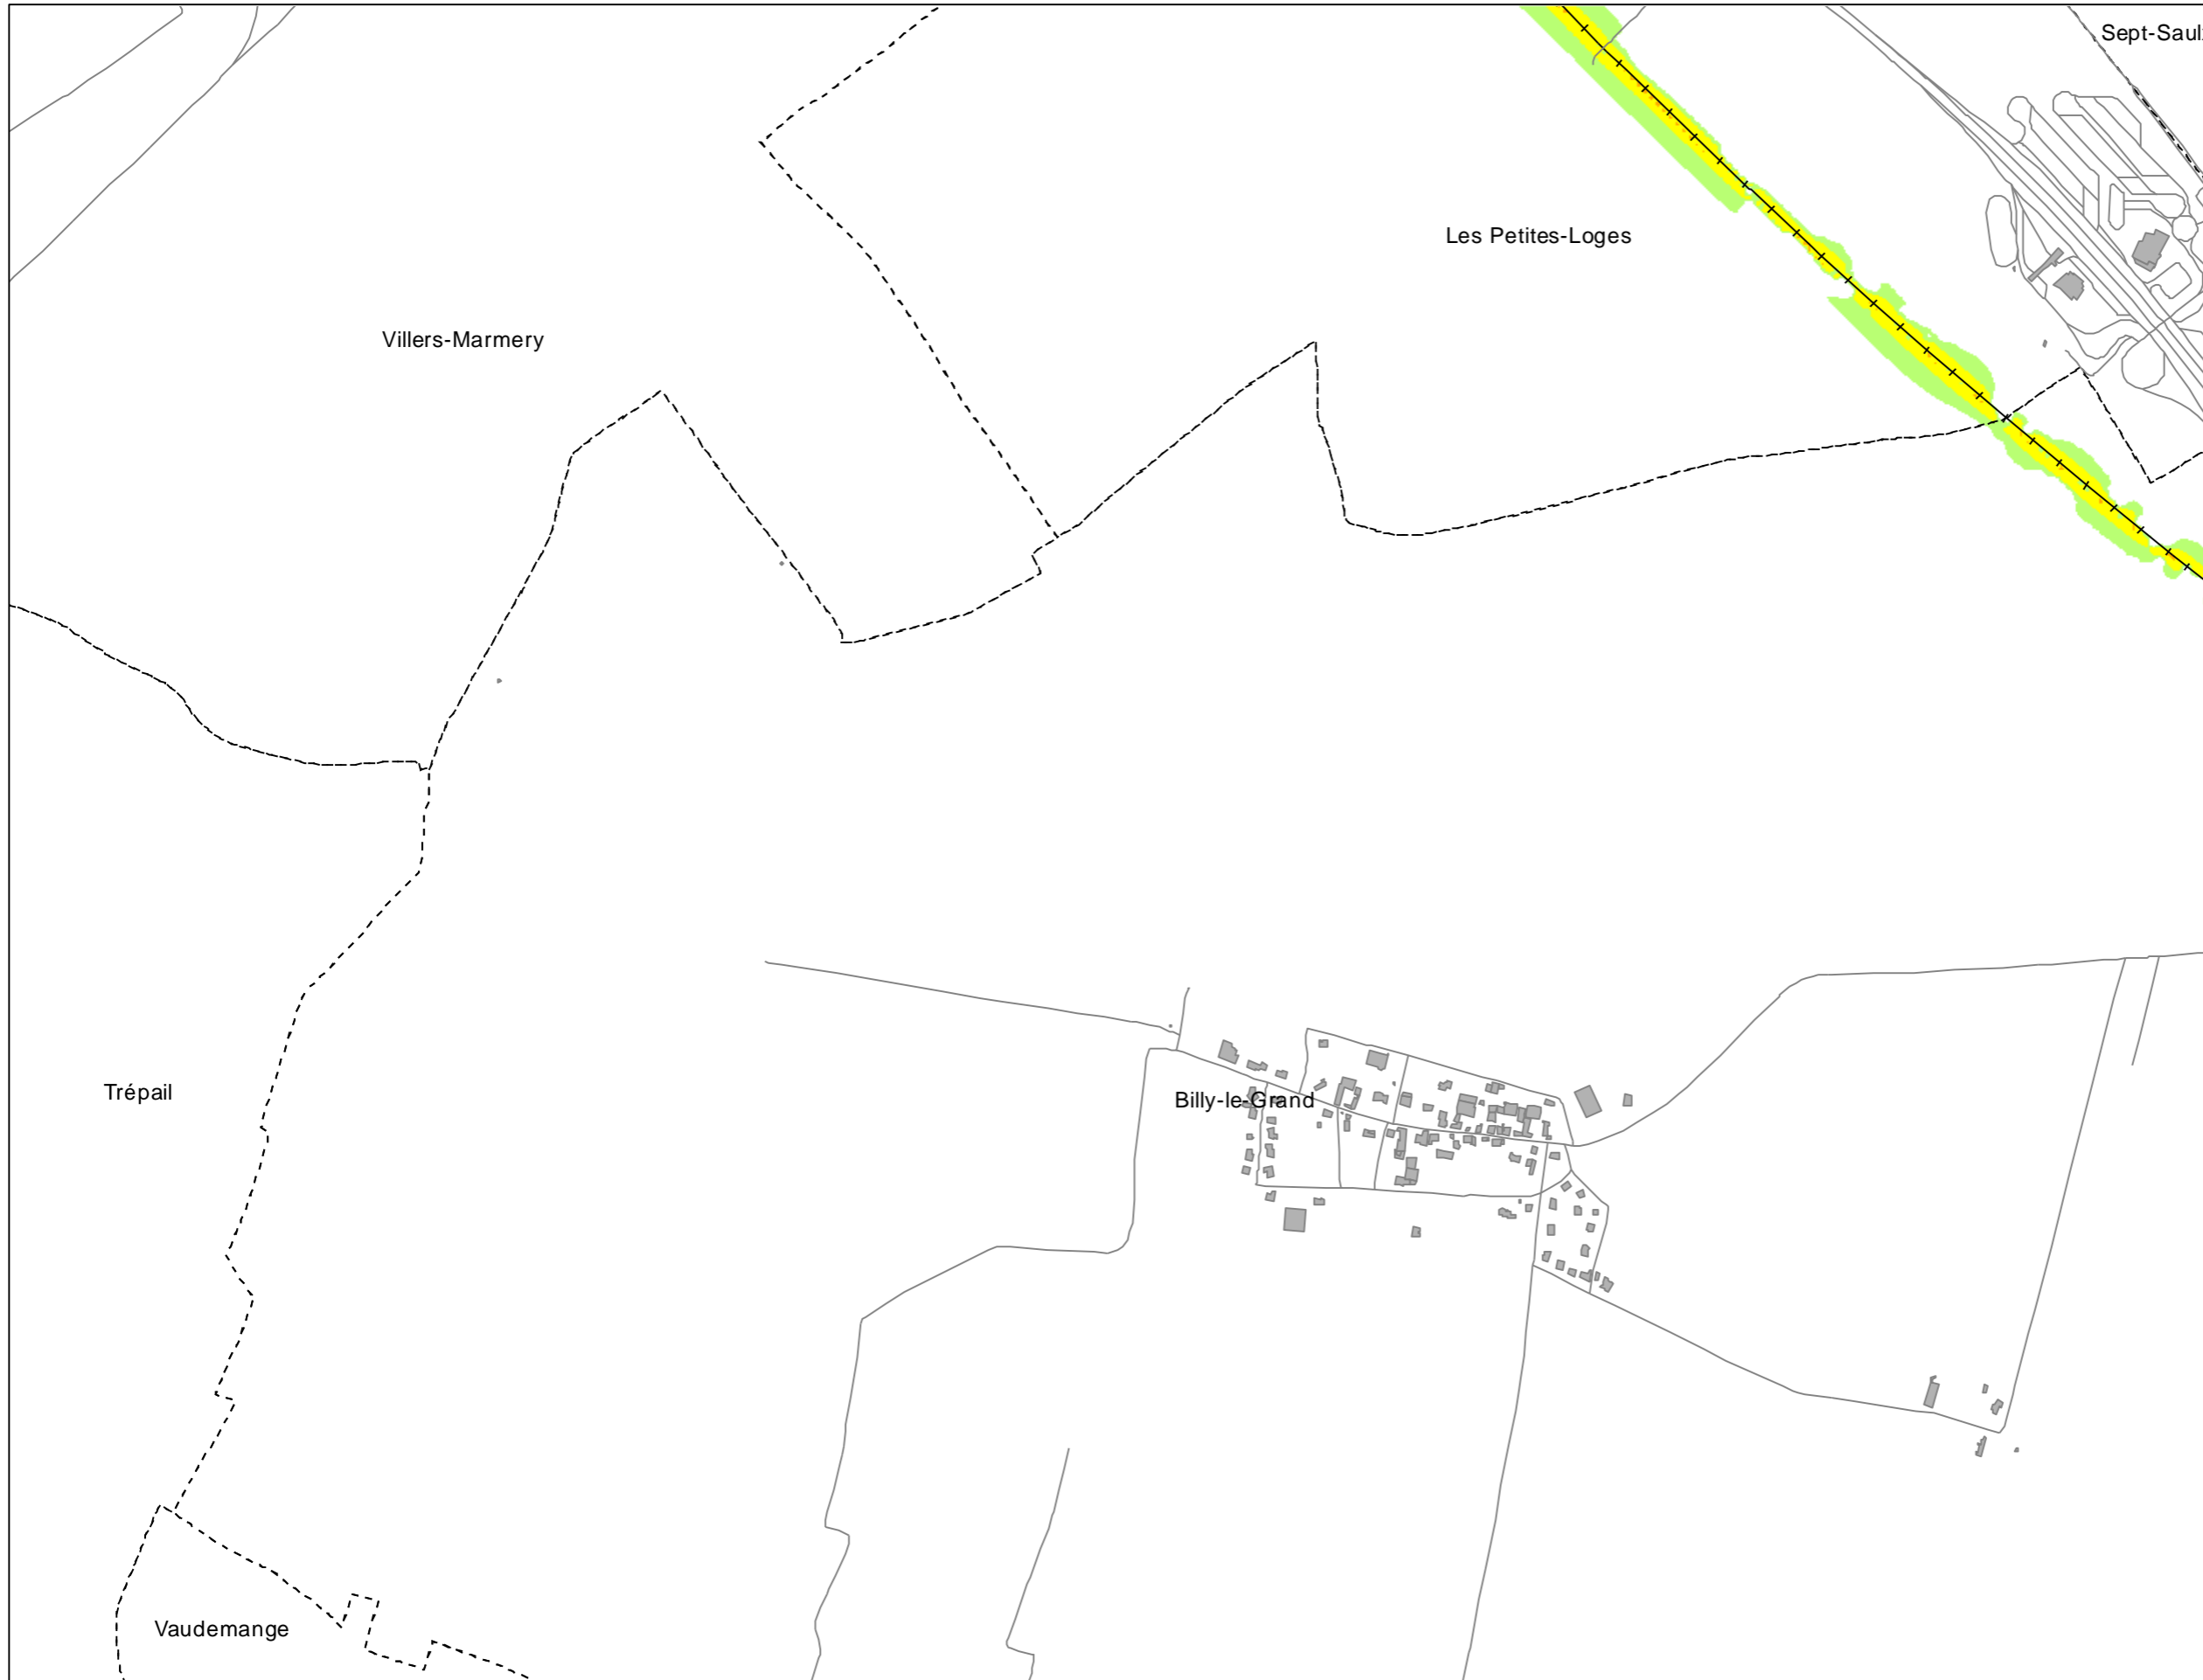 Sept-Saul
Les Petites-Loges
Villers-Marmery
Trépail
Billy-le-Grand
Vaudemange